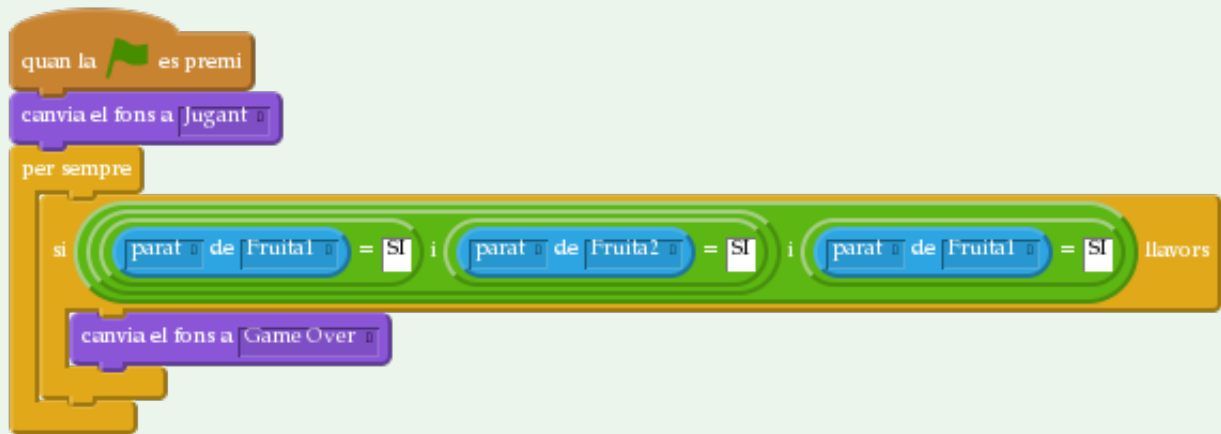 quan la es premi
canvia el fons a Jugant
per sempre
si parat de Fruita1 = SI i parat de Fruita2 = SI i parat de Fruita1 = SI llavors
canvia el fons a Game Over